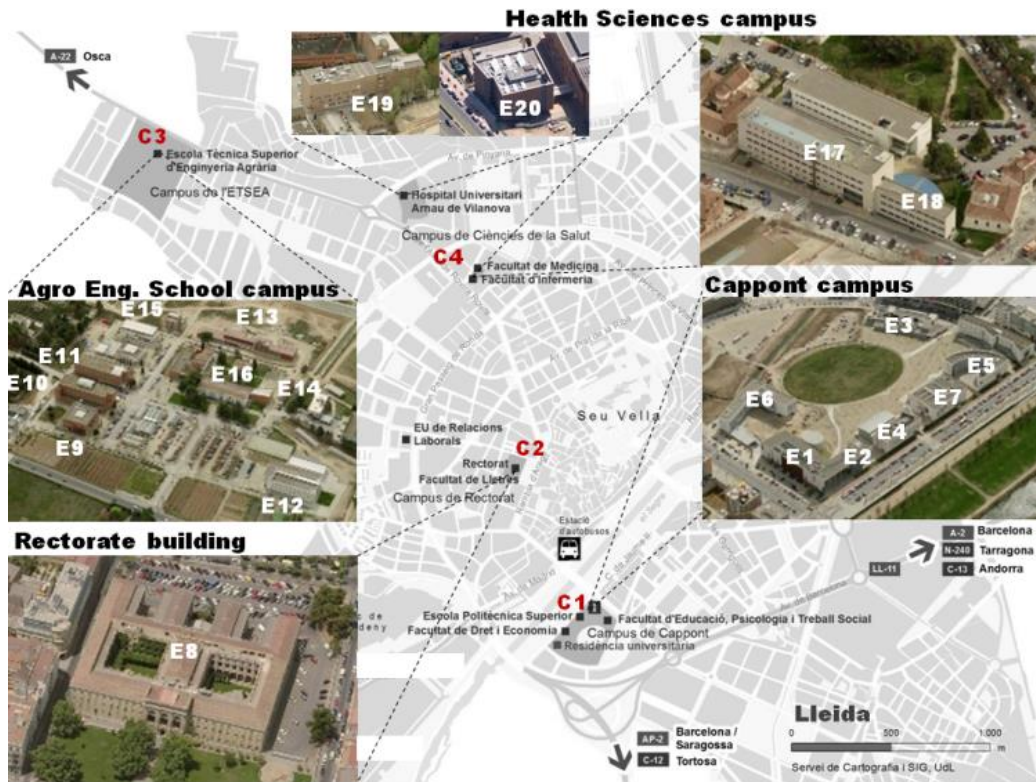 Health Sciences campus
A-22 Osca
E19
E20
E17
E18
C3
Escola Tècnica Superior
d'Enginyeria Agrària
Campus de l'ETSEA
Av. de Pinyana
Hospital Universitari
Arnau de Vilanova
Campus de Ciències de la Salut
C4
Facultat de Medicina
Facultat d'Infermeria
Agro Eng. School campus
E15
E13
E11
E16
E10
E14
E9
E12
Cappont campus
E3
E5
E6
E7
E4
E1
E2
Seu Vella
EU de Relacions
Laborals
C2
Rectorat
Facultat de Lletres
Campus de Rectorat
Rectorate building
E8
Estació
d'autobusos
Av. de Madrid
A-2 Barcelona
N-240 Tarragona
LL-11
C-13 Andorra
C1
Escola Politècnica Superior
Facultat d'Educació, Psicologia i Treball Social
Facultat de Dret i Economia
Campus de Cappont
Residència universitària
Lleida
0 500 1.000
m
Servei de Cartografia i SIG, UdL
AP-2 Barcelona /
Saragossa
C-12 Tortosa